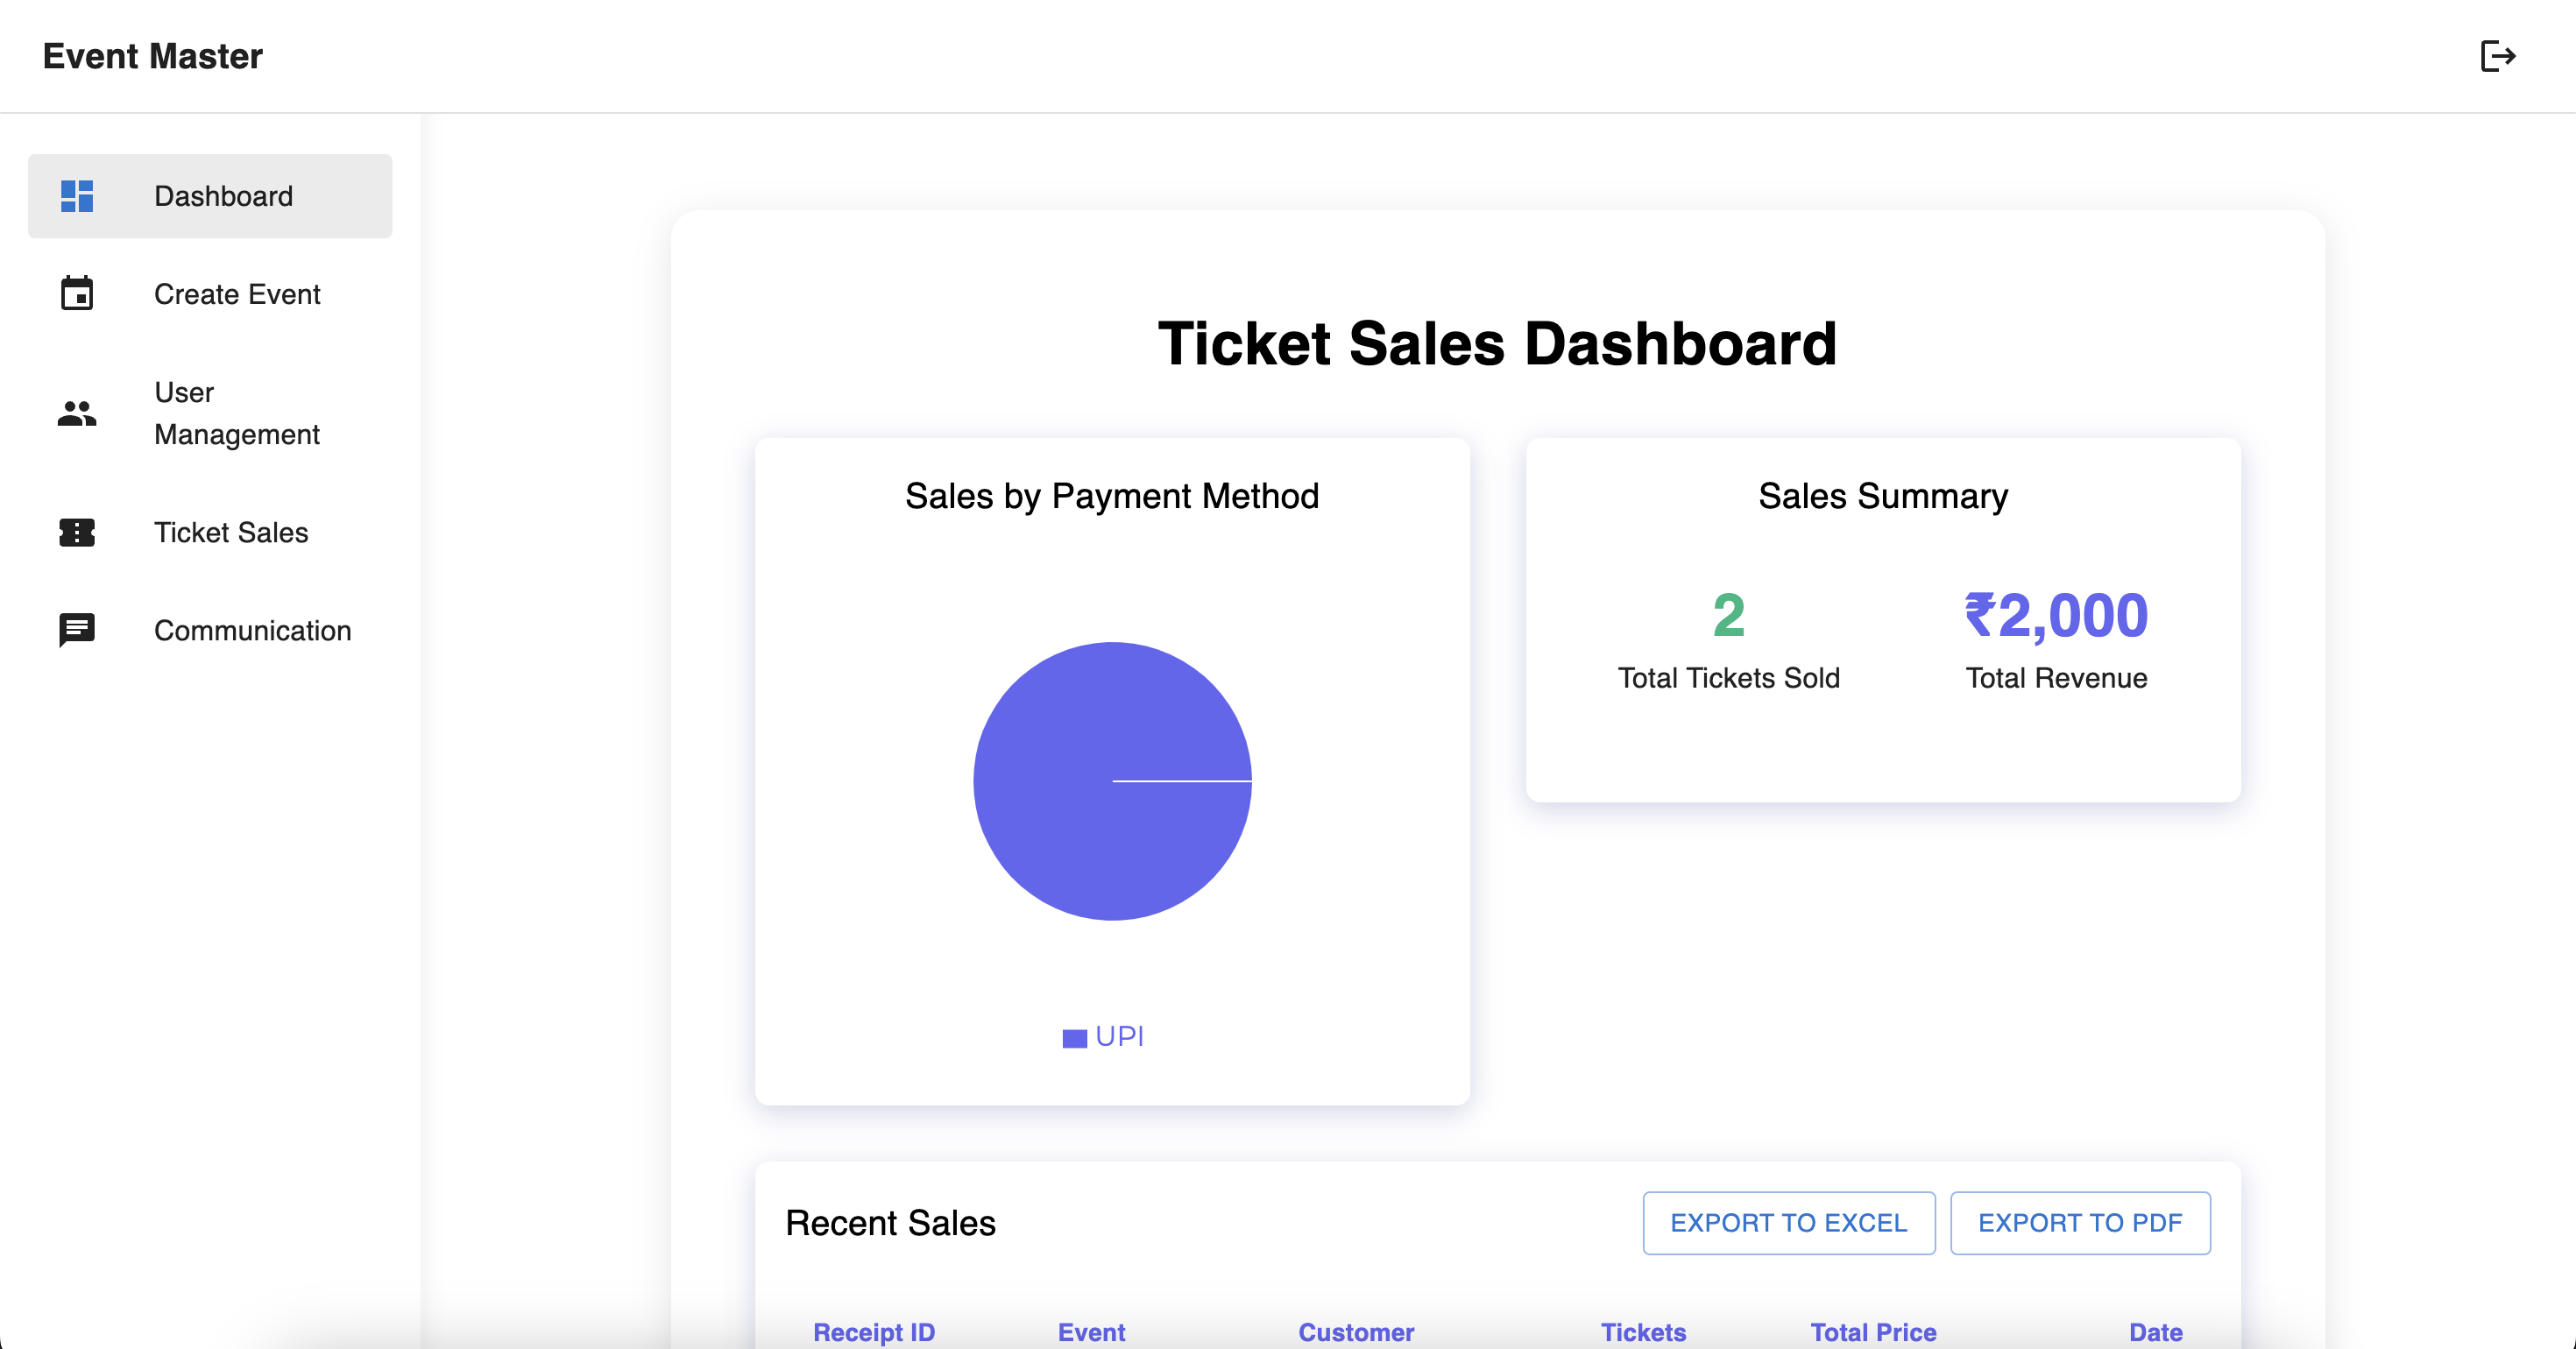 Event Master
Dashboard
Create Event
User
Management
Ticket Sales
Communication
Ticket Sales Dashboard
Sales by Payment Method
UPI
Sales Summary
2
Total Tickets Sold
₹2,000
Total Revenue
Recent Sales
EXPORT TO EXCEL
EXPORT TO PDF
Receipt ID Event Customer Tickets Total Price Date